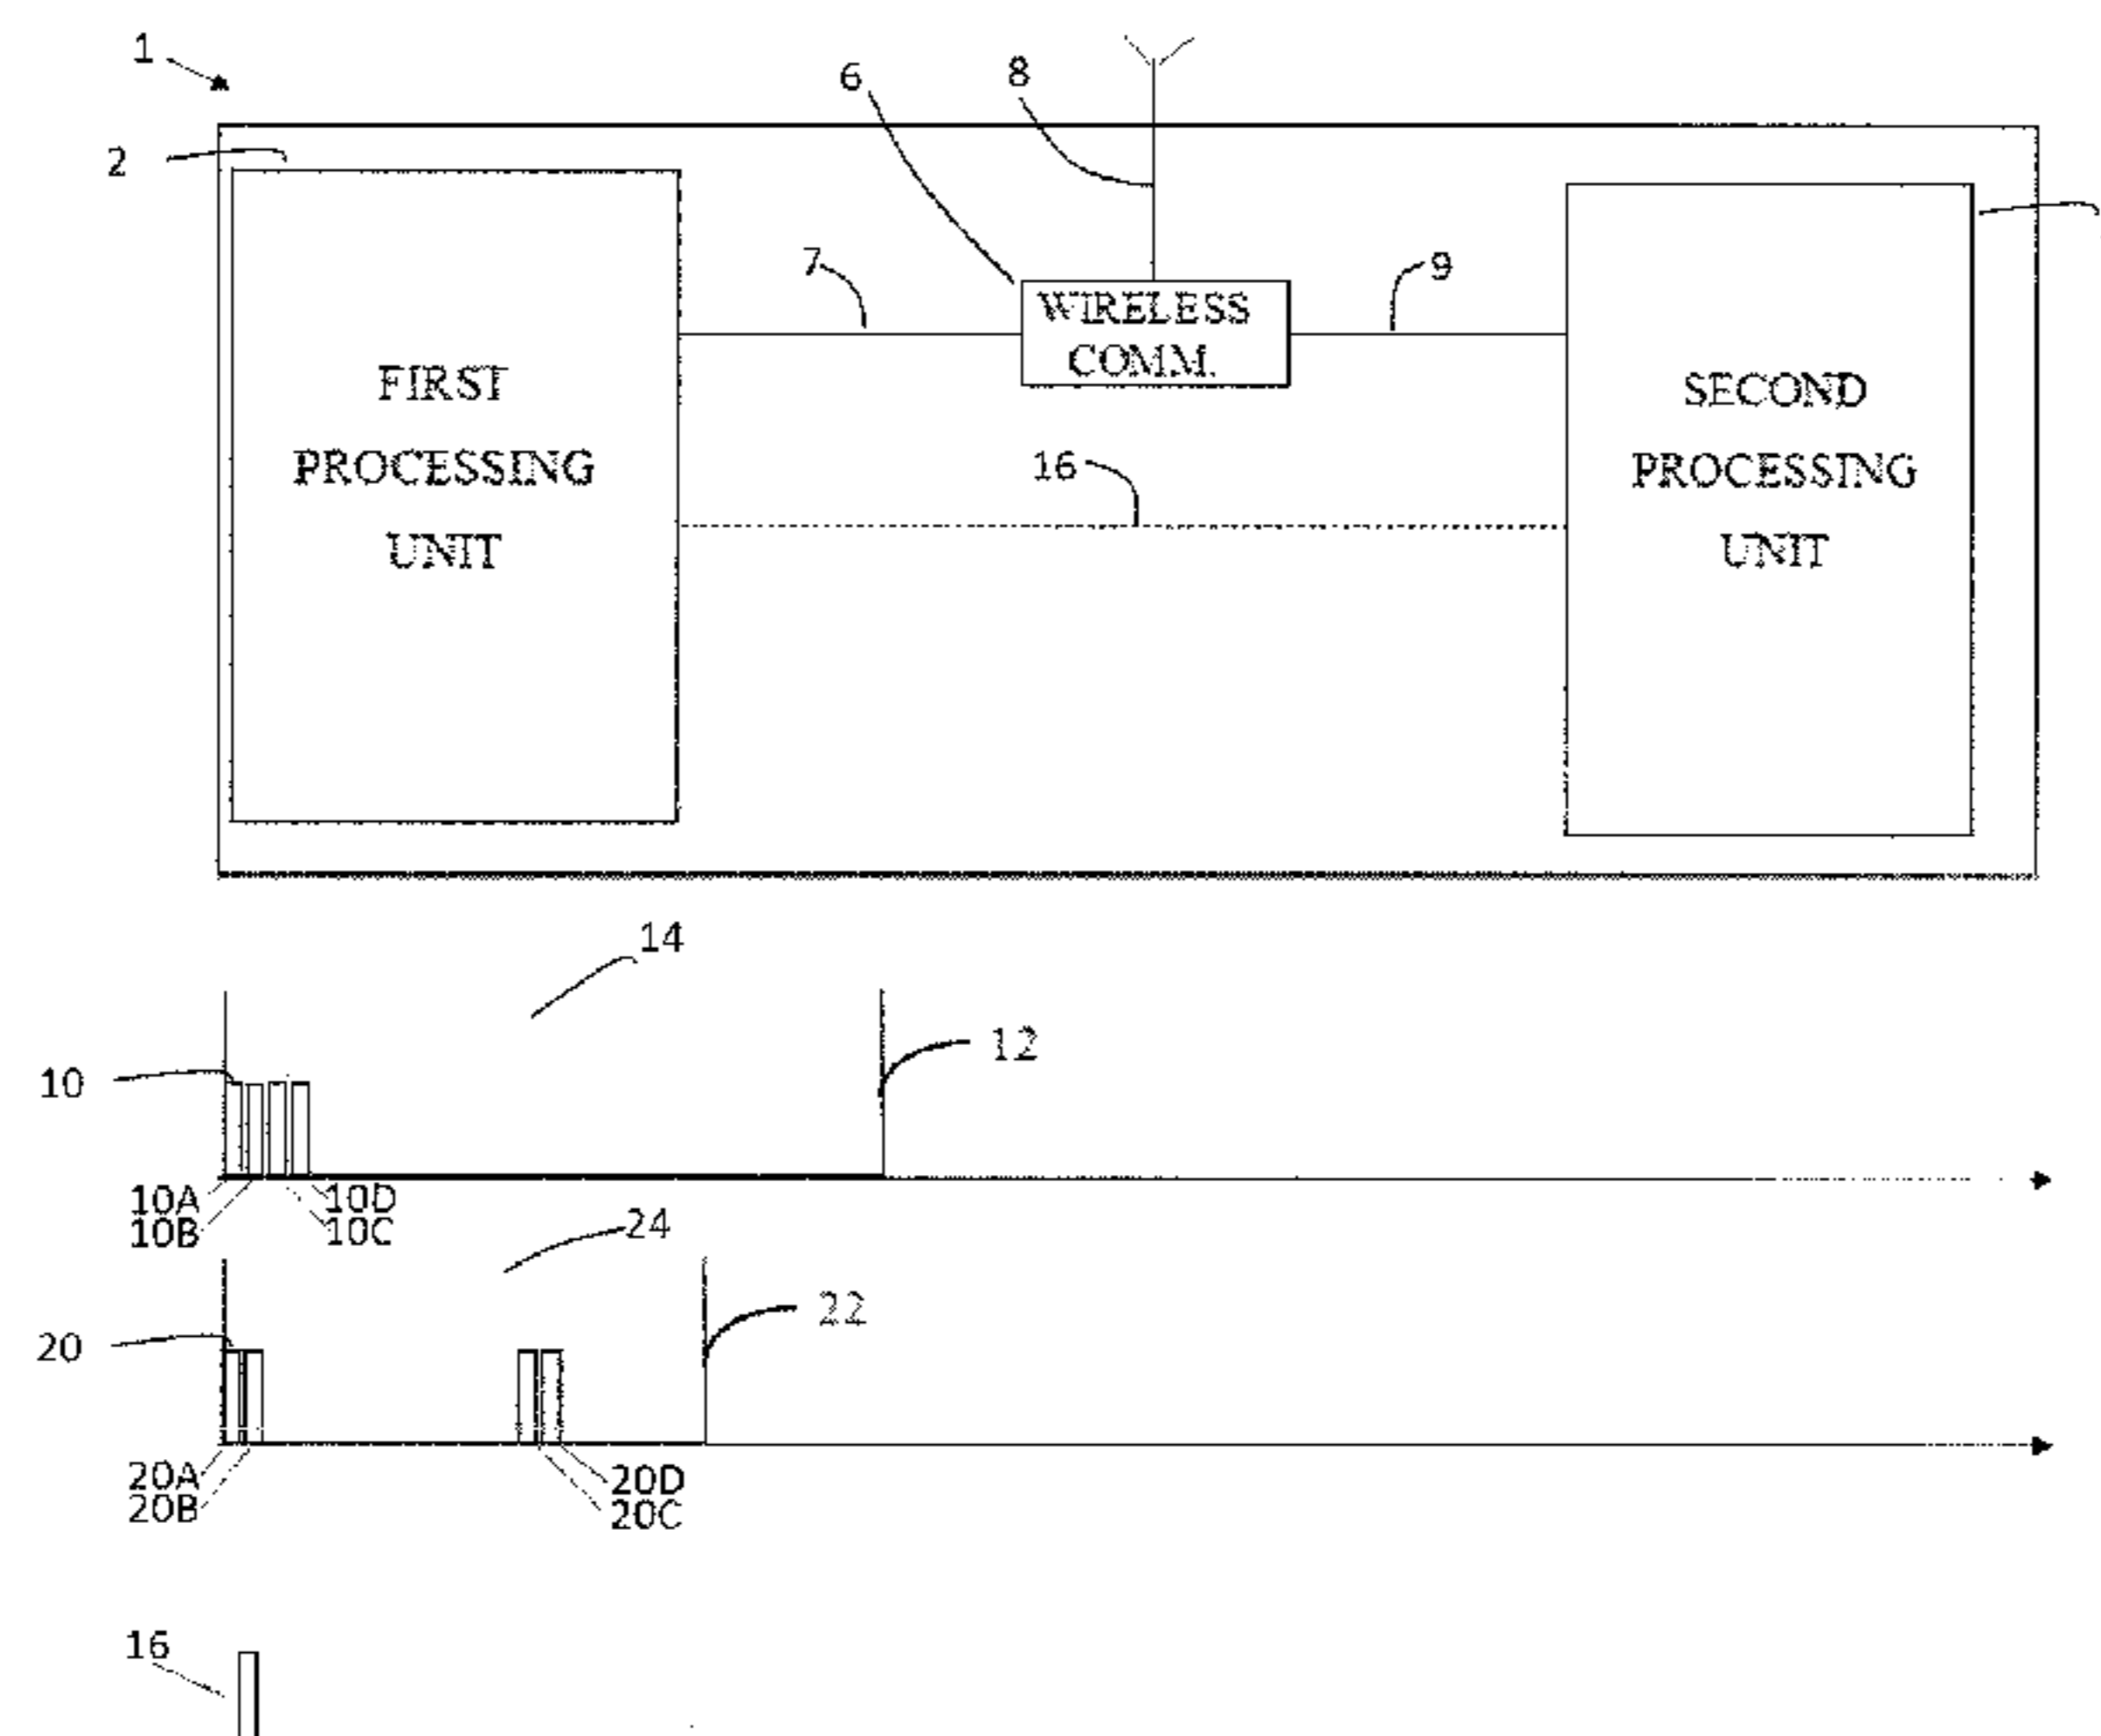 1
2
6
8
7
9
WIRELESS
COMM.
FIRST
PROCESSING
UNIT
SECOND
PROCESSING
UNIT
16
14
12
10
10A
10D
10B
10C
24
22
20
20A
20D
20B
20C
16